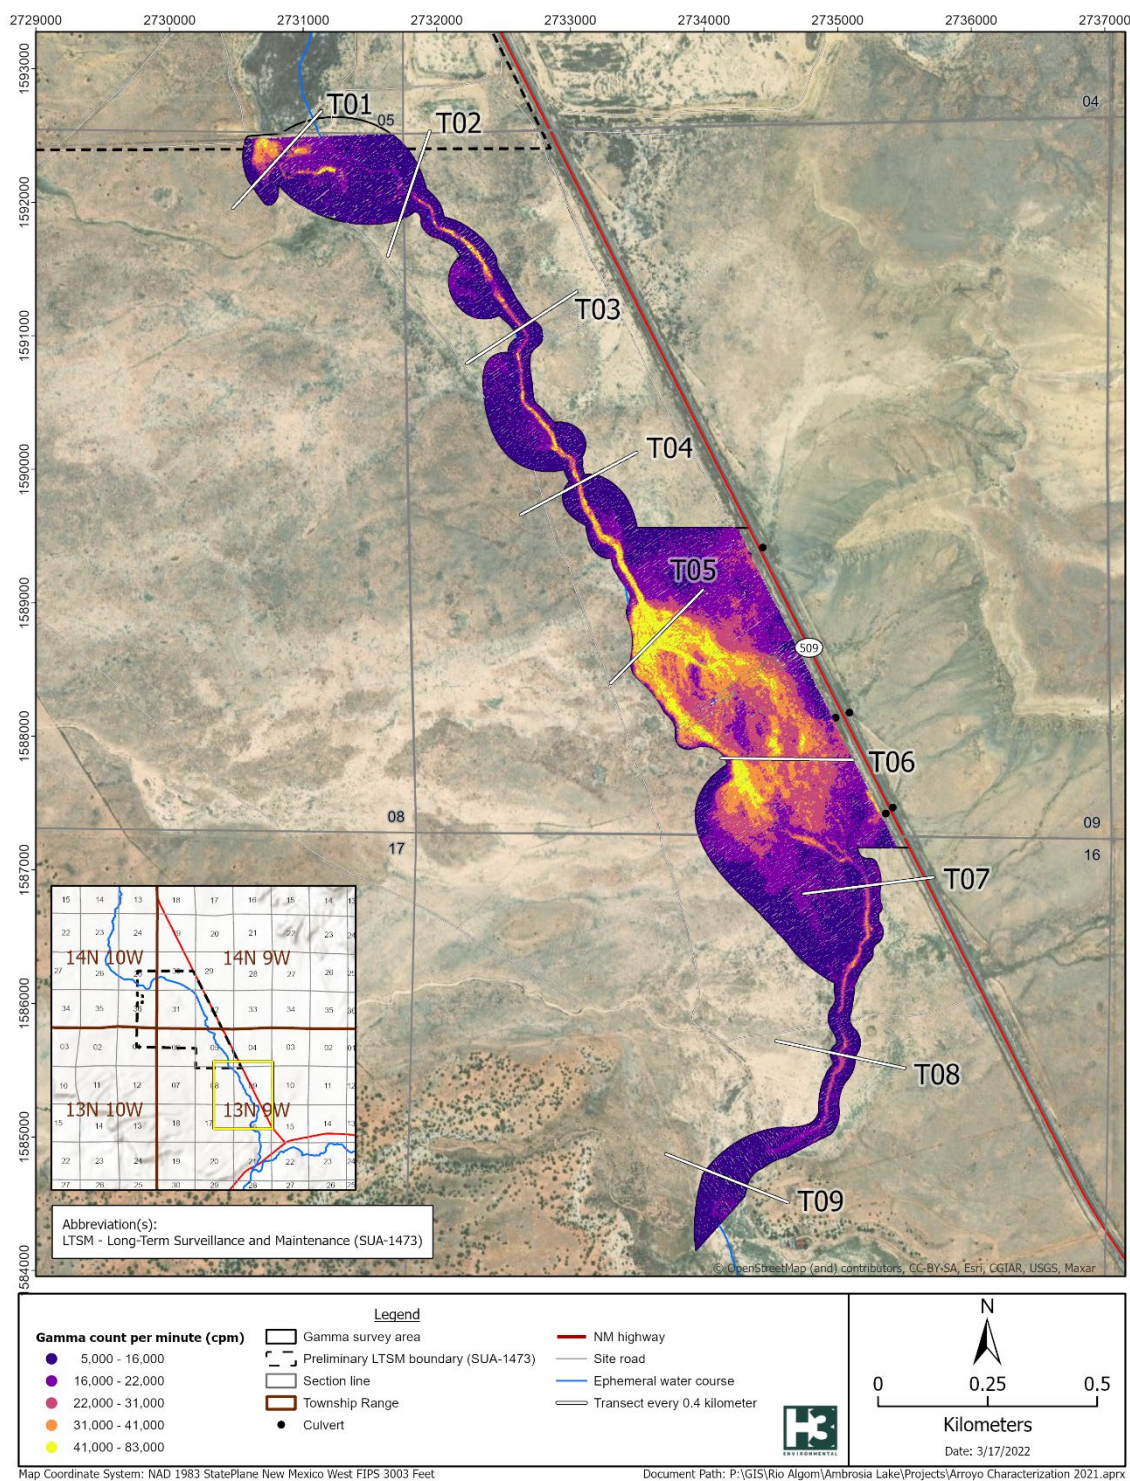 2729000 2730000 2731000 2732000 2733000 2734000 2735000 2736000 2737000
1593000
1592000
1591000
1590000
1589000
1588000
1587000
1586000
1585000
1584000
T01
T02
05
04
T03
T04
T05
509
T06
08
09
17
16
T07
T08
T09
14N 10W
14N 9W
13N 10W
13N 9W
Abbreviation(s):
LTSM - Long-Term Surveillance and Maintenance (SUA-1473)
© OpenStreetMap (and) contributors, CC-BY-SA, Esri, CGIAR, USGS, Maxar
Legend
Gamma count per minute (cpm)
5,000 - 16,000
16,000 - 22,000
22,000 - 31,000
31,000 - 41,000
41,000 - 83,000
Gamma survey area
Preliminary LTSM boundary (SUA-1473)
Section line
Township Range
Culvert
NM highway
Site road
Ephemeral water course
Transect every 0.4 kilometer
H3
ENVIRONMENTAL
N
0 0.25 0.5
Kilometers
Date: 3/17/2022
Map Coordinate System: NAD 1983 StatePlane New Mexico West FIPS 3003 Feet
Document Path: P:\GIS\Rio Algom\Ambrosia Lake\Projects\Arroyo Characterization 2021.aprx